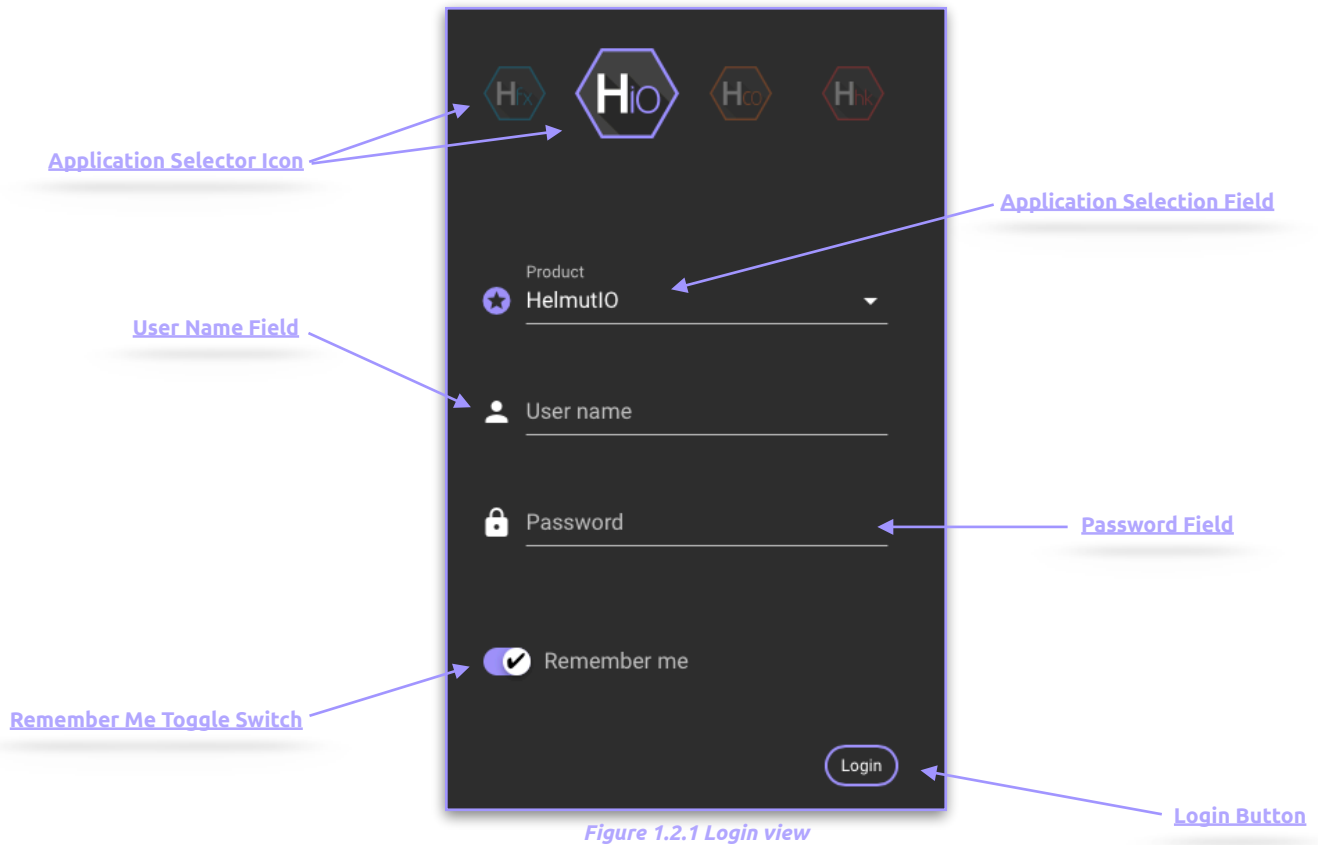 Hfx
HiO
Hco
Hhk
Application Selector Icon
Application Selection Field
Product
HelmutIO
User Name Field
User name
Password
Password Field
Remember me
Remember Me Toggle Switch
Login
Login Button
Figure 1.2.1 Login view